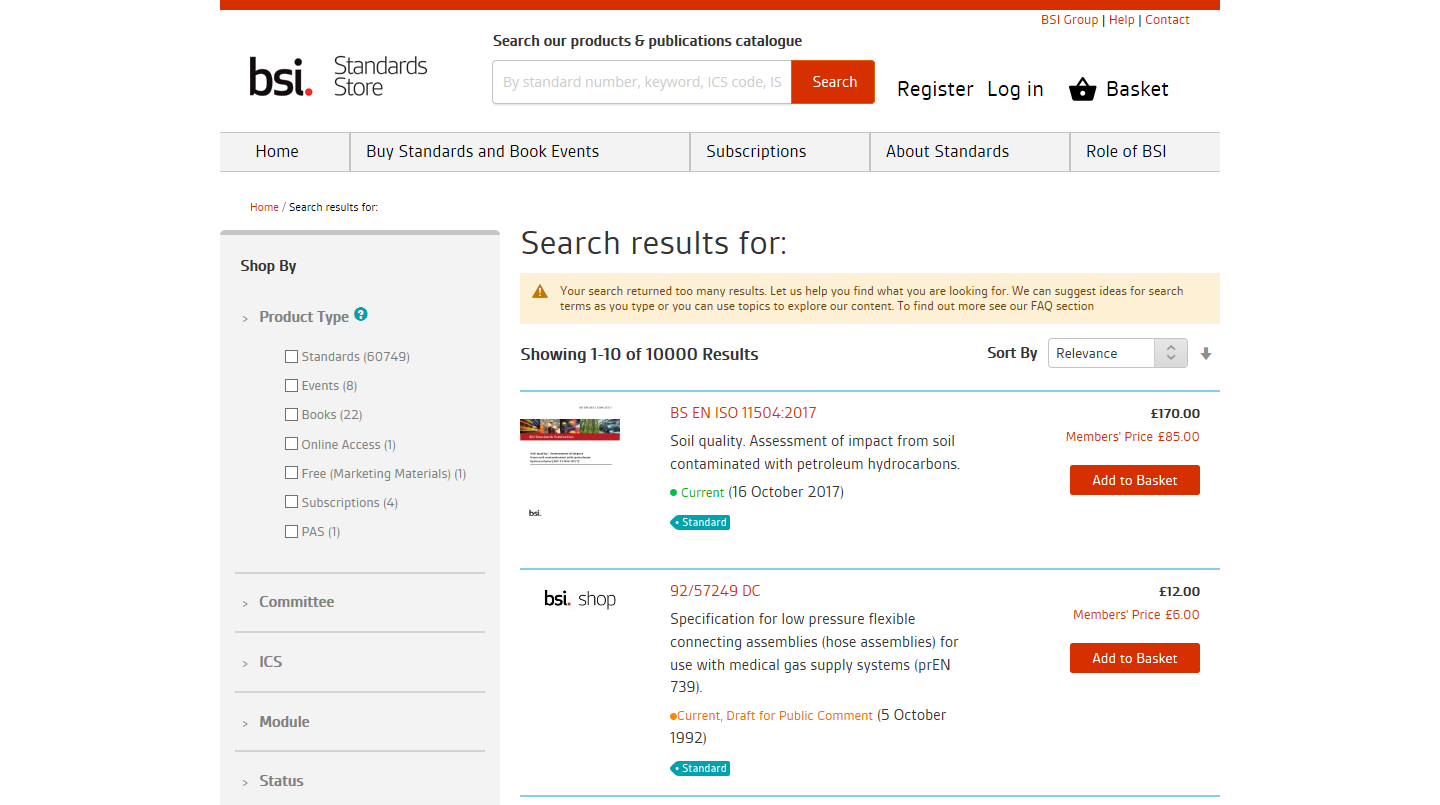 BSI Group | Help | Contact
bsi. Standards Store
Search our products & publications catalogue
By standard number, keyword, ICS code, IS
Search
Register Log in Basket
Home Buy Standards and Book Events Subscriptions About Standards Role of BSI
Home / Search results for:
Shop By
> Product Type ?
Standards (60749)
Events (8)
Books (22)
Online Access (1)
Free (Marketing Materials) (1)
Subscriptions (4)
PAS (1)
> Committee
> ICS
> Module
> Status
Search results for:
Your search returned too many results. Let us help you find what you are looking for. We can suggest ideas for search
terms as you type or you can use topics to explore our content. To find out more see our FAQ section
Showing 1-10 of 10000 Results
Sort By Relevance
bsi.
BS EN ISO 11504:2017
Soil quality. Assessment of impact from soil
contaminated with petroleum hydrocarbons.
Current (16 October 2017)
Standard
£170.00
Members' Price £85.00
Add to Basket
bsi. shop
92/57249 DC
Specification for low pressure flexible
connecting assemblies (hose assemblies) for
use with medical gas supply systems (prEN
739).
Current, Draft for Public Comment (5 October
1992)
Standard
£12.00
Members' Price £6.00
Add to Basket